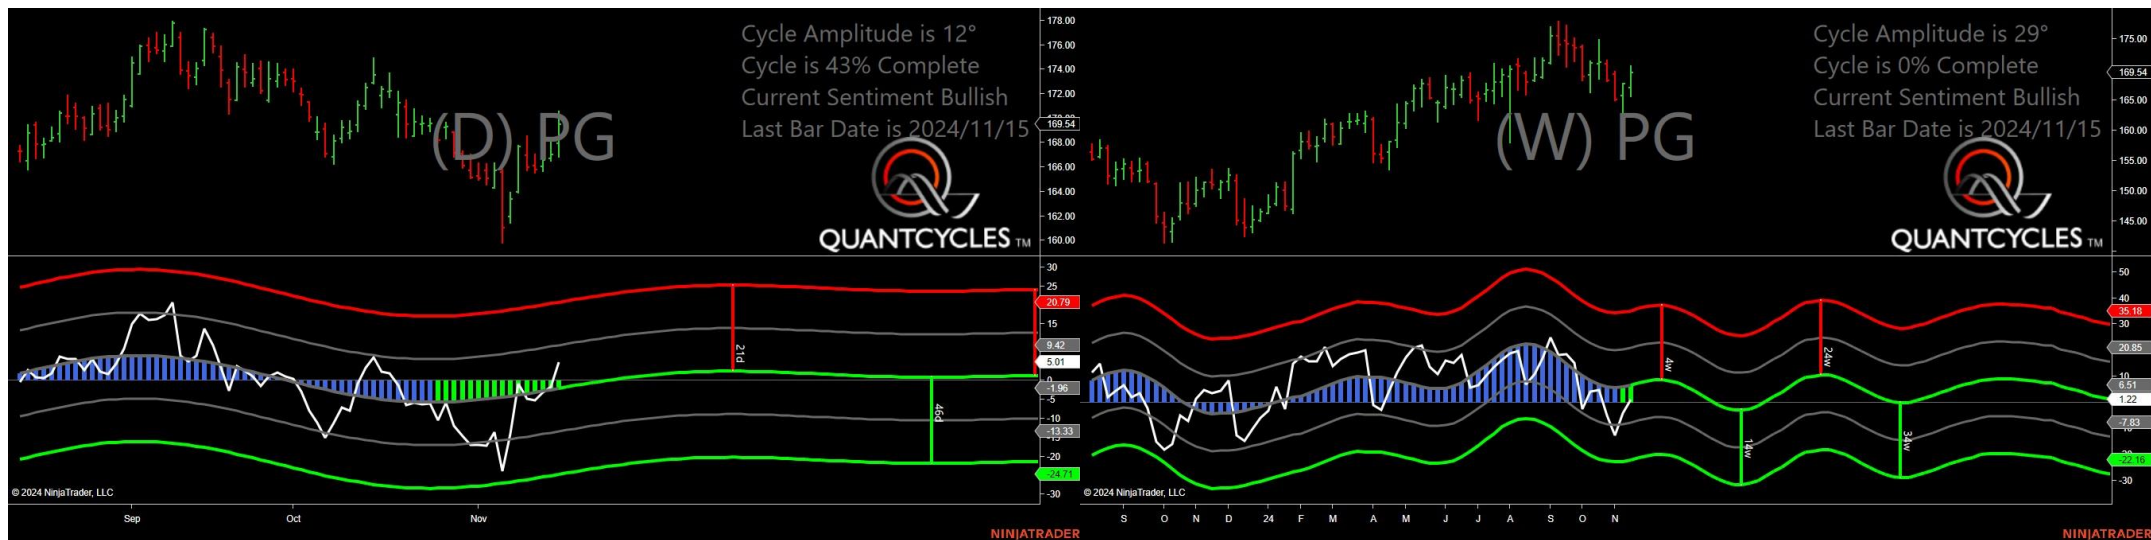 Cycle Amplitude is 12°
Cycle is 43% Complete
Current Sentiment Bullish
Last Bar Date is 2024/11/15
(D) PG
QUANTCYCLES TM
178.00
176.00
174.00
172.00
169.54
168.00
166.00
164.00
162.00
160.00
30
25
20.79
15
9.42
5.01
0
-1.96
-5
-10
-13.33
-20
-24.71
-30
21d
46d
© 2024 NinjaTrader, LLC
Sep Oct Nov
NINJATRADER
Cycle Amplitude is 29°
Cycle is 0% Complete
Current Sentiment Bullish
Last Bar Date is 2024/11/15
(W) PG
QUANTCYCLES TM
175.00
169.54
165.00
160.00
155.00
150.00
145.00
50
40
35.18
30
20.85
10
6.51
1.22
-7.83
-22.16
-30
4w
14w
24w
34w
© 2024 NinjaTrader, LLC
S O N D 24 F M A M J J A S O N
NINJATRADER